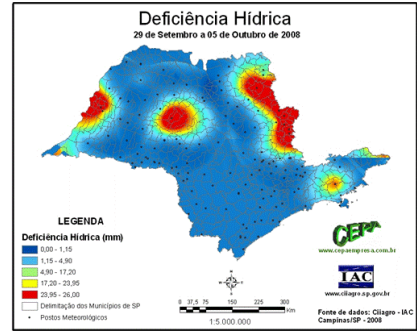 Deficiência Hídrica
29 de Setembro a 05 de Outubro de 2008
LEGENDA
Deficiência Hídrica (mm)
0,00 - 1,15
1,15 - 4,90
4,90 - 17,20
17,20 - 23,95
23,95 - 26,00
Delimitação dos Municípios de SP
Postos Meteorológicos
0 37,5 75 150 225 300
Km
1:5 000 000
CEPA
www.cepaempresa.com.br
IAC
www.ciiagro.sp.gov.br
Fonte de dados: Ciiagro - IAC
Campinas/SP - 2008